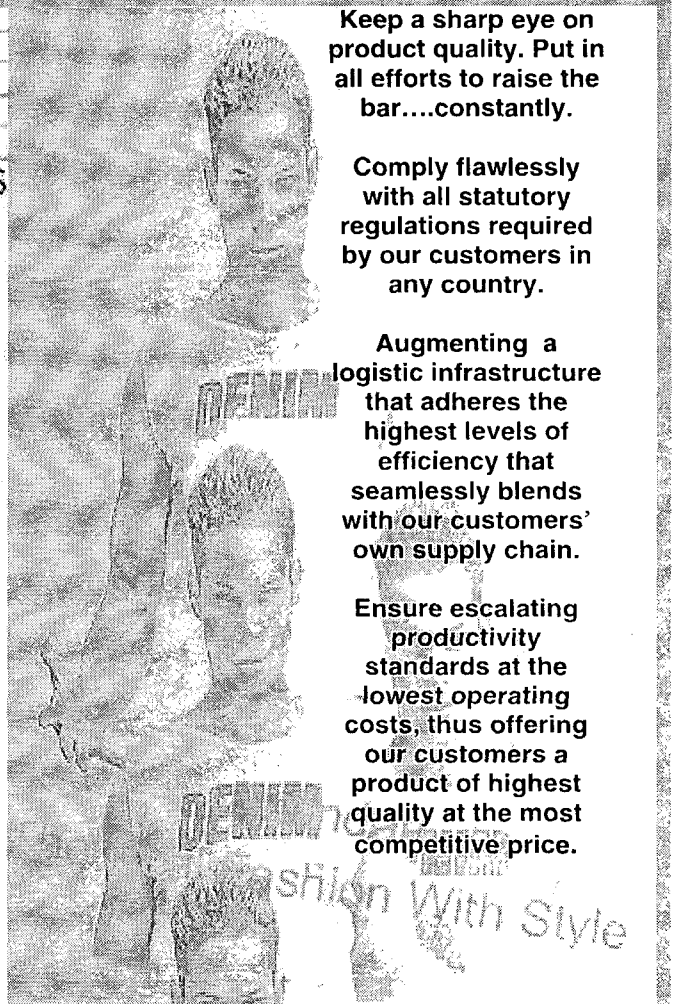 Keep a sharp eye on
product quality. Put in
all efforts to raise the
bar....constantly.
Comply flawlessly
with all statutory
regulations required
by our customers in
any country.
Augmenting  a
logistic infrastructure
that adheres the
highest levels of
efficiency that
seamlessly blends
with our customers'
own supply chain.
Ensure escalating
productivity
standards at the
lowest operating
costs, thus offering
our customers a
product of highest
quality at the most
competitive price.
DENIM
DENIM
Fashion With Style